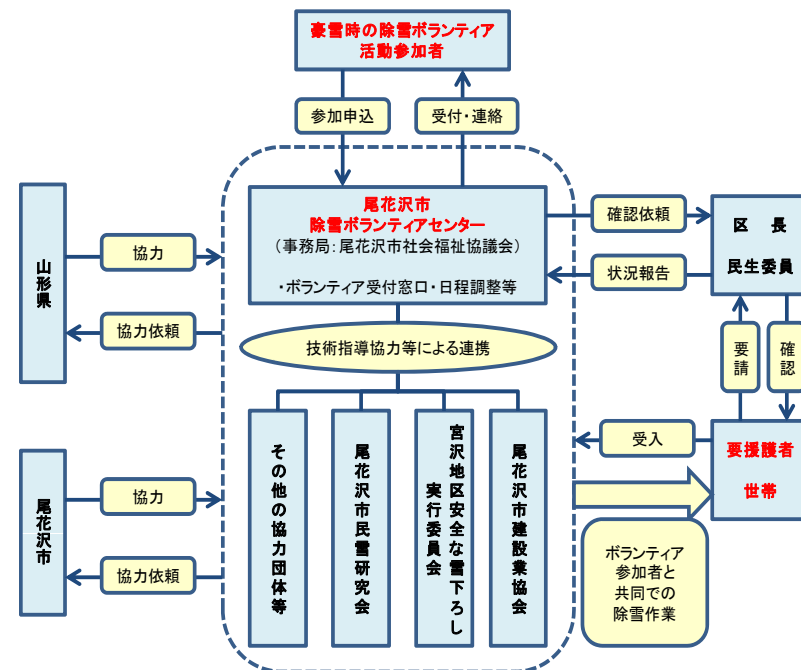 豪雪時の除雪ボランティア
活動参加者
参加申込
受付・連絡
尾花沢市
除雪ボランティアセンター
（事務局：尾花沢市社会福祉協議会）
・ボランティア受付窓口・日程調整等
確認依頼
状況報告
区　長
民生委員
山形県
協力
協力依頼
技術指導協力等による連携
要請
確認
その他の協力団体等
尾花沢市民雪研究会
宮沢地区安全な雪下ろし
実行委員会
尾花沢市建設業協会
受入
要援護者
世帯
尾花沢市
協力
協力依頼
ボランティア
参加者と
共同での
除雪作業